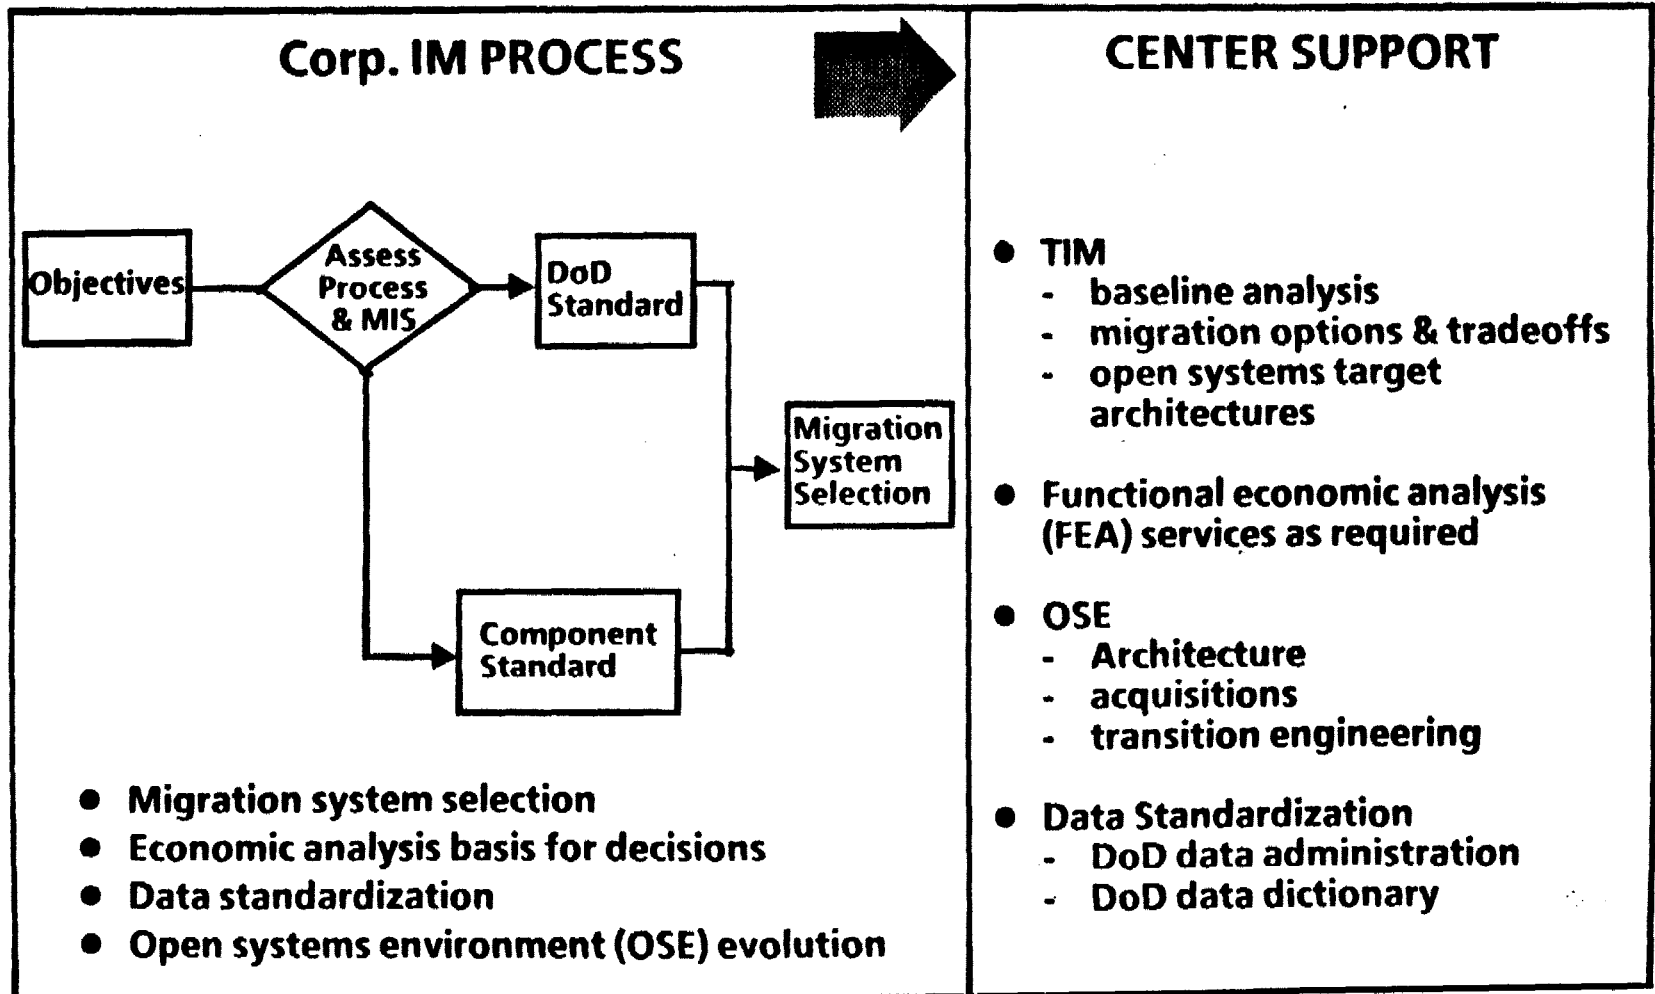 Corp. IM PROCESS
Objectives
Assess
Process
& MIS
DoD
Standard
Migration
System
Selection
Component
Standard
● Migration system selection
● Economic analysis basis for decisions
● Data standardization
● Open systems environment (OSE) evolution
CENTER SUPPORT
● TIM
- baseline analysis
- migration options & tradeoffs
- open systems target
architectures
● Functional economic analysis
(FEA) services as required
● OSE
- Architecture
- acquisitions
- transition engineering
● Data Standardization
- DoD data administration
- DoD data dictionary